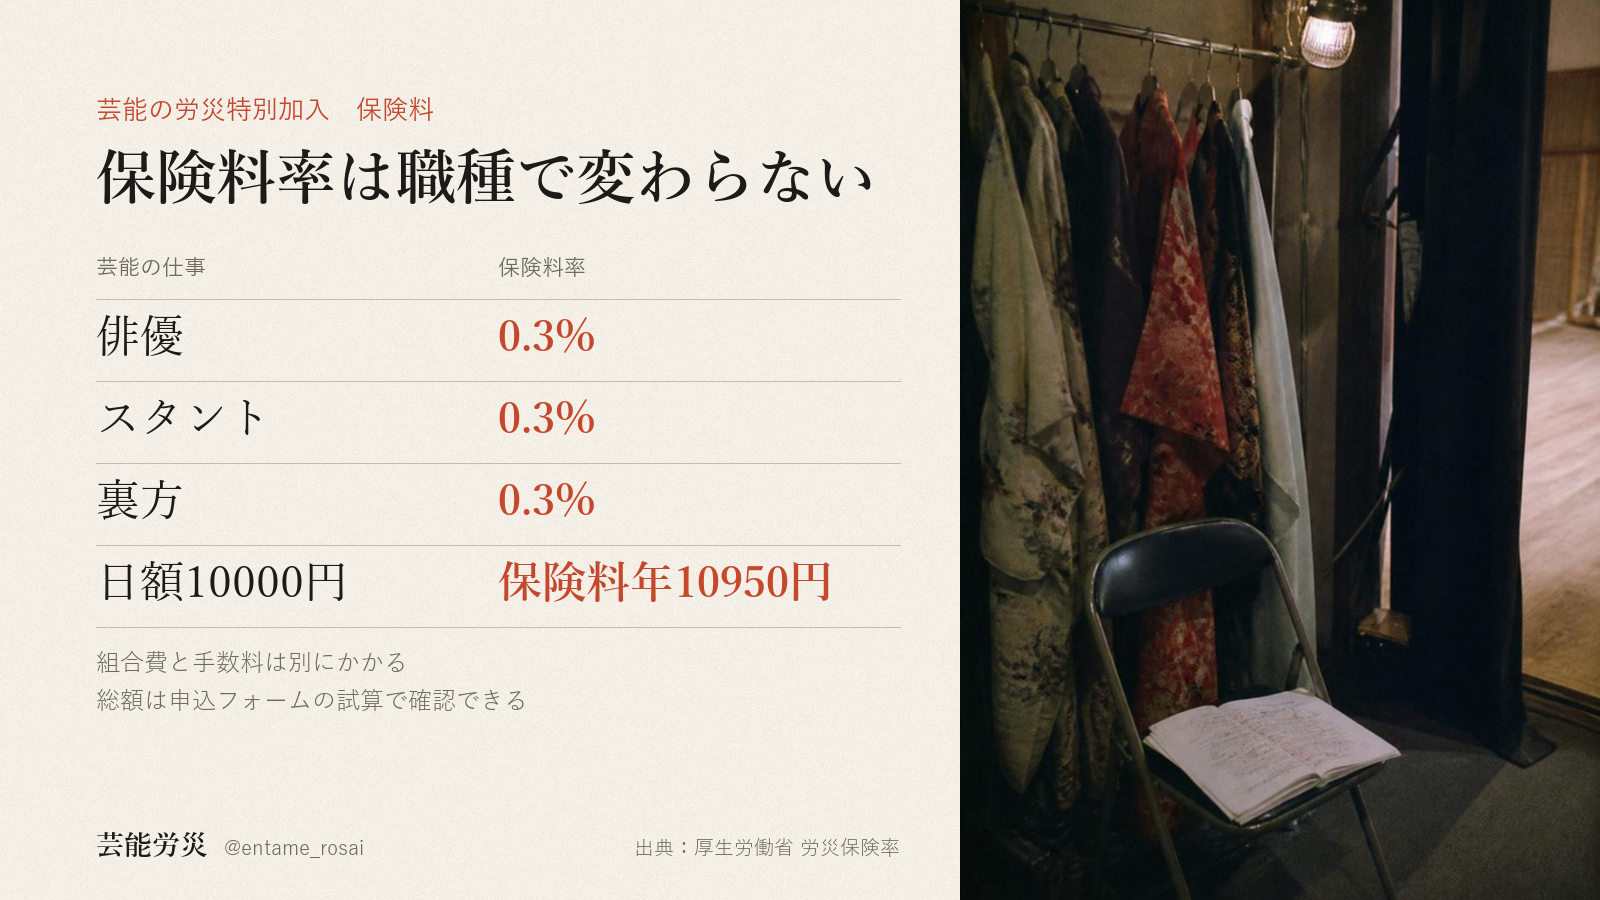 芸能の労災特別加入　保険料
保険料率は職種で変わらない
芸能の仕事　保険料率
俳優　0.3%
スタント　0.3%
裏方　0.3%
日額10000円　保険料年10950円
組合費と手数料は別にかかる
総額は申込フォームの試算で確認できる
芸能労災 @entame_rosai　出典：厚生労働省 労災保険率